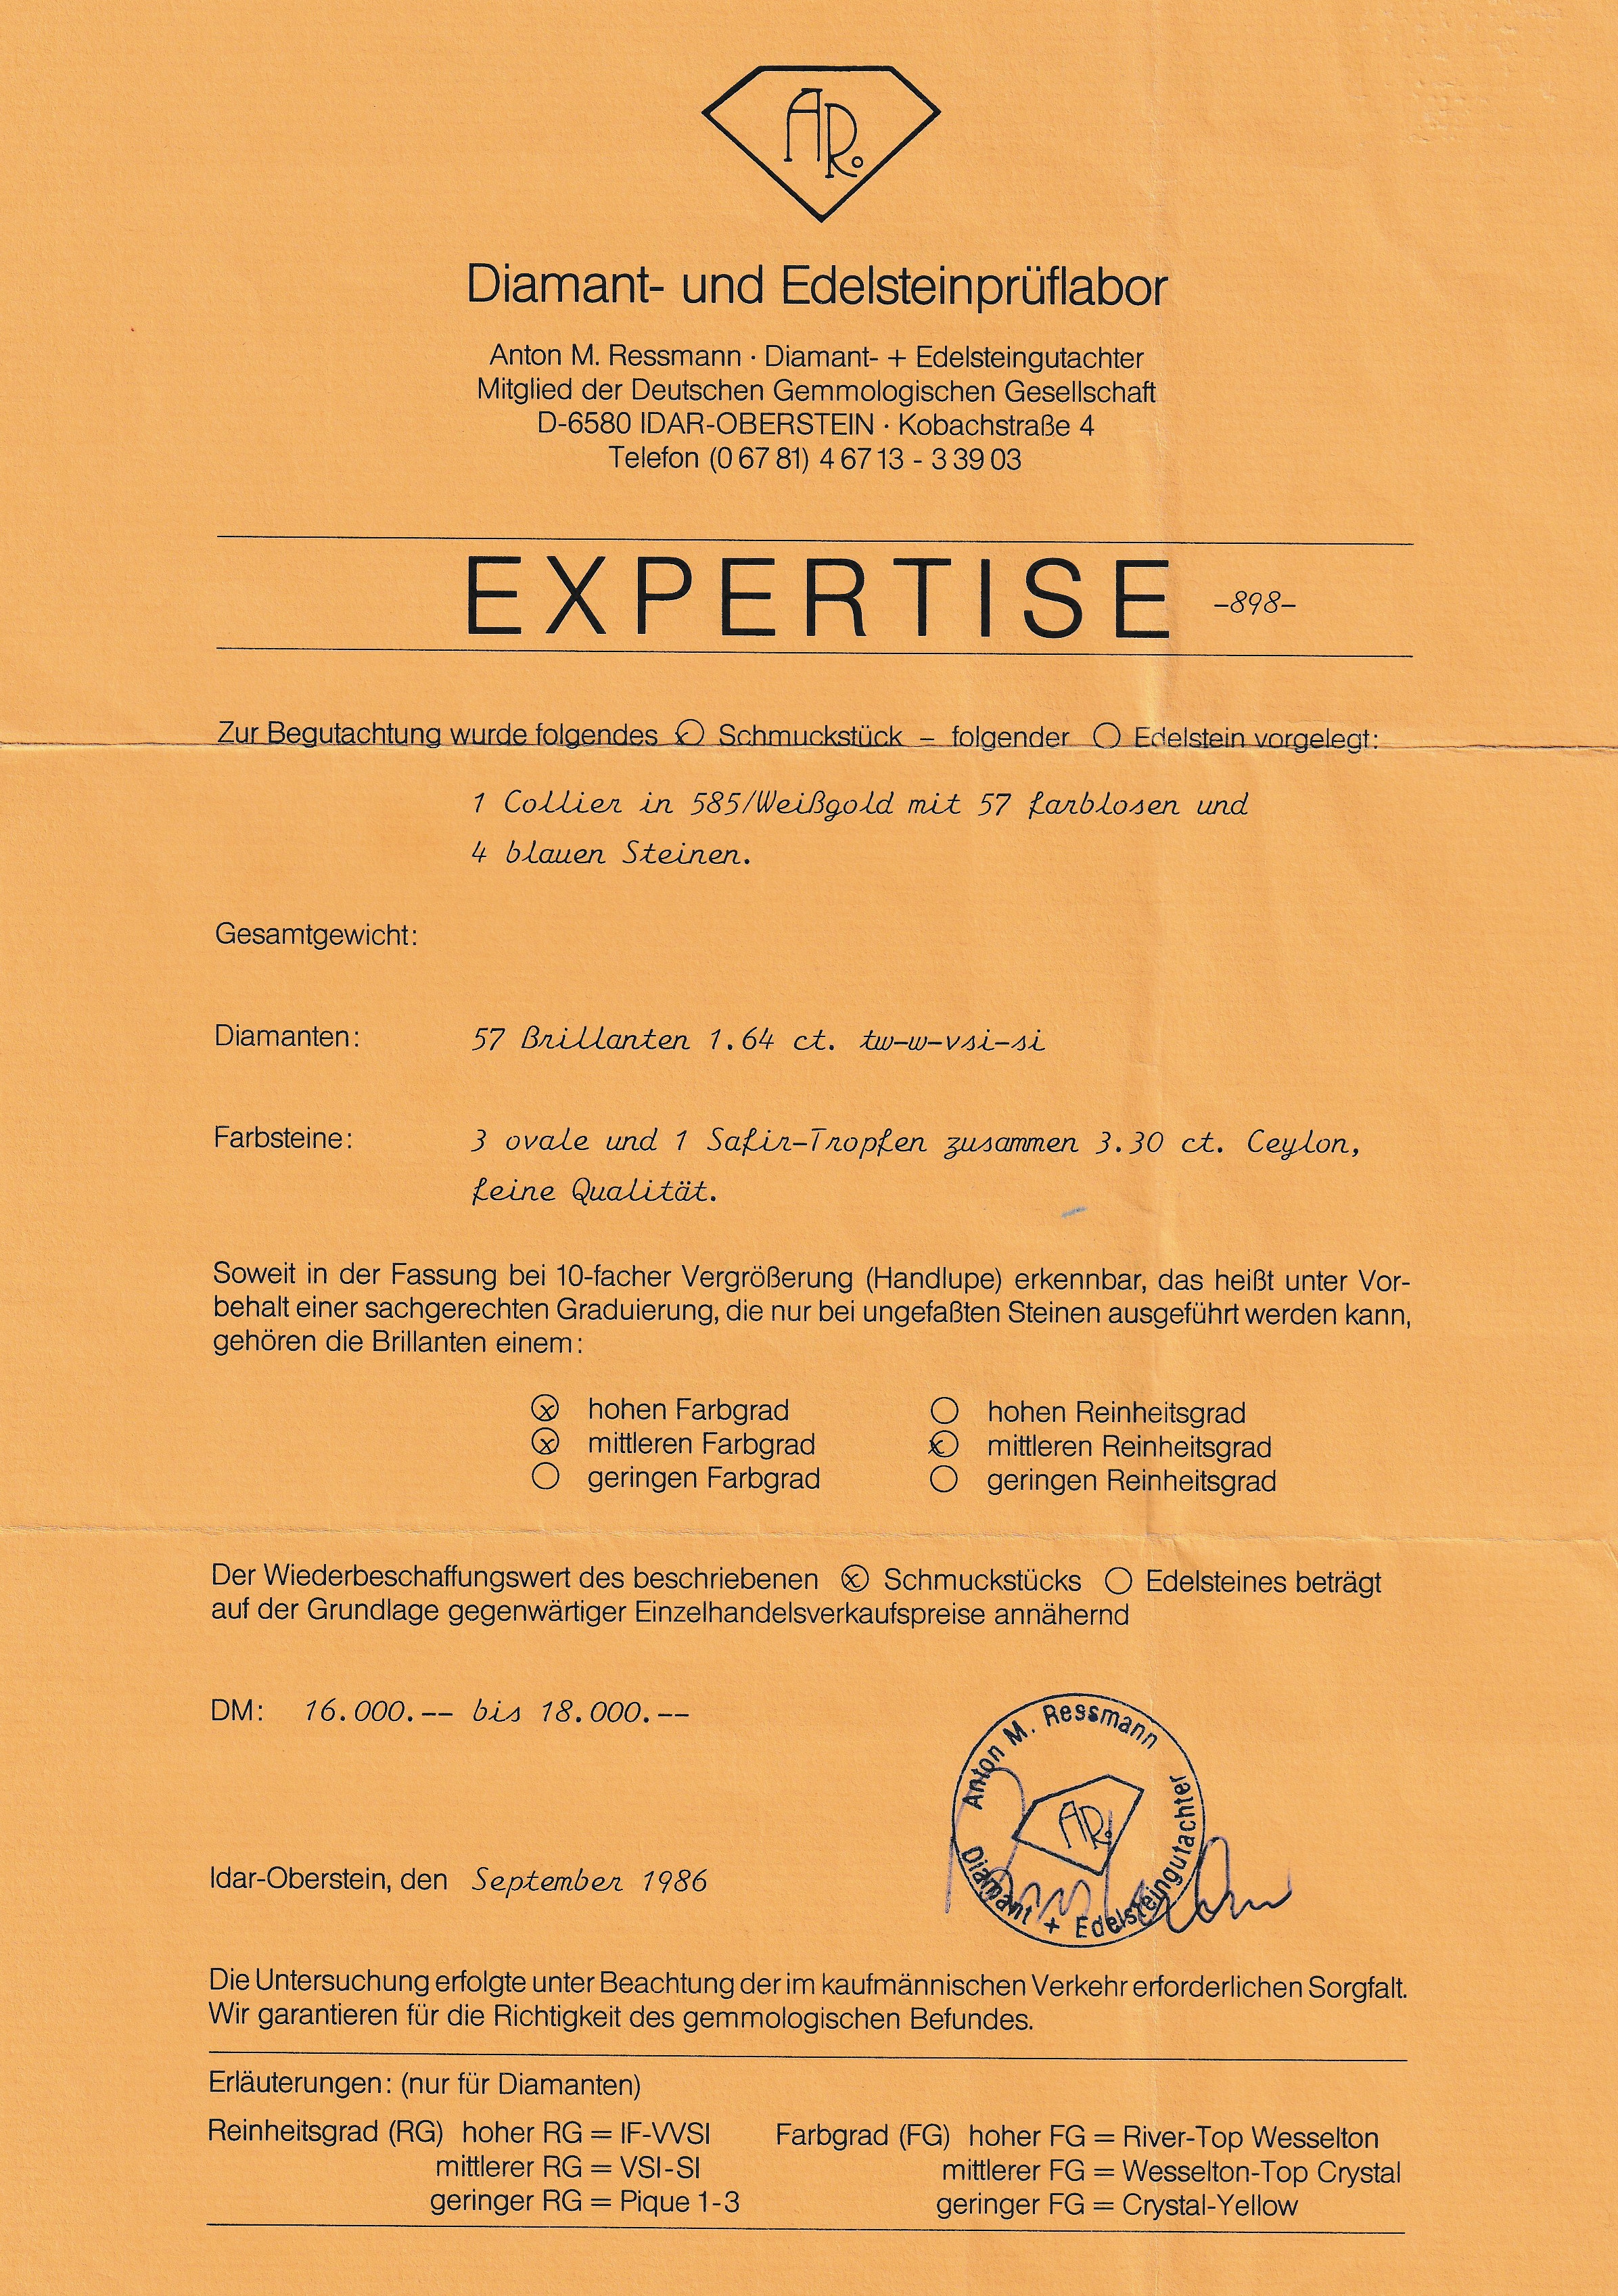 AR.
Diamant- und Edelsteinprüflabor
Anton M. Ressmann · Diamant- + Edelsteingutachter
Mitglied der Deutschen Gemmologischen Gesellschaft
D-6580 IDAR-OBERSTEIN · Kobachstraße 4
Telefon (0 67 81) 4 67 13 - 3 39 03
EXPERTISE -898-
Zur Begutachtung wurde folgendes ⓧ Schmuckstück – folgender ○ Edelstein vorgelegt:
1 Collier in 585/Weißgold mit 57 farblosen und
4 blauen Steinen.
Gesamtgewicht:
Diamanten: 57 Brillanten 1.64 ct. tw-w-vsi-si
Farbsteine: 3 ovale und 1 Safir-Tropfen zusammen 3.30 ct. Ceylon,
feine Qualität.
Soweit in der Fassung bei 10-facher Vergrößerung (Handlupe) erkennbar, das heißt unter Vor-
behalt einer sachgerechten Graduierung, die nur bei ungefaßten Steinen ausgeführt werden kann,
gehören die Brillanten einem:
ⓧ hohen Farbgrad ○ hohen Reinheitsgrad
ⓧ mittleren Farbgrad ⓧ mittleren Reinheitsgrad
○ geringen Farbgrad ○ geringen Reinheitsgrad
Der Wiederbeschaffungswert des beschriebenen ⓧ Schmuckstücks ○ Edelsteines beträgt
auf der Grundlage gegenwärtiger Einzelhandelsverkaufspreise annähernd
DM: 16.000.-- bis 18.000.--
Anton M. Ressmann
AR.
Diamant + Edelsteingutachter
Idar-Oberstein, den September 1986
Die Untersuchung erfolgte unter Beachtung der im kaufmännischen Verkehr erforderlichen Sorgfalt.
Wir garantieren für die Richtigkeit des gemmologischen Befundes.
Erläuterungen: (nur für Diamanten)
Reinheitsgrad (RG) hoher RG = IF-VVSI Farbgrad (FG) hoher FG = River-Top Wesselton
mittlerer RG = VSI-SI mittlerer FG = Wesselton-Top Crystal
geringer RG = Pique 1-3 geringer FG = Crystal-Yellow